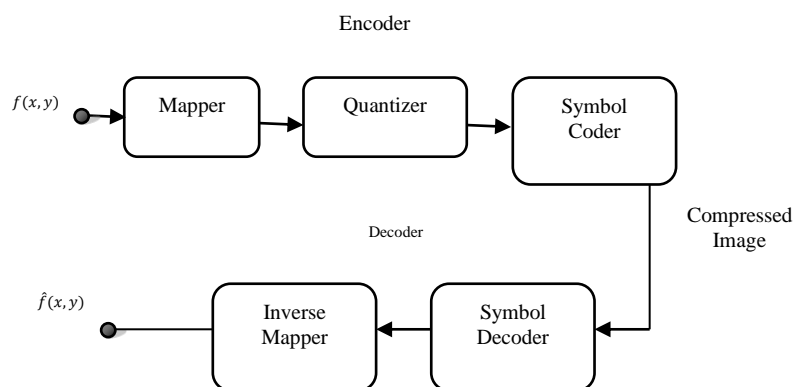 Encoder
f(x, y)
Mapper
Quantizer
Symbol
Coder
Compressed
Image
Decoder
f̂(x, y)
Inverse
Mapper
Symbol
Decoder